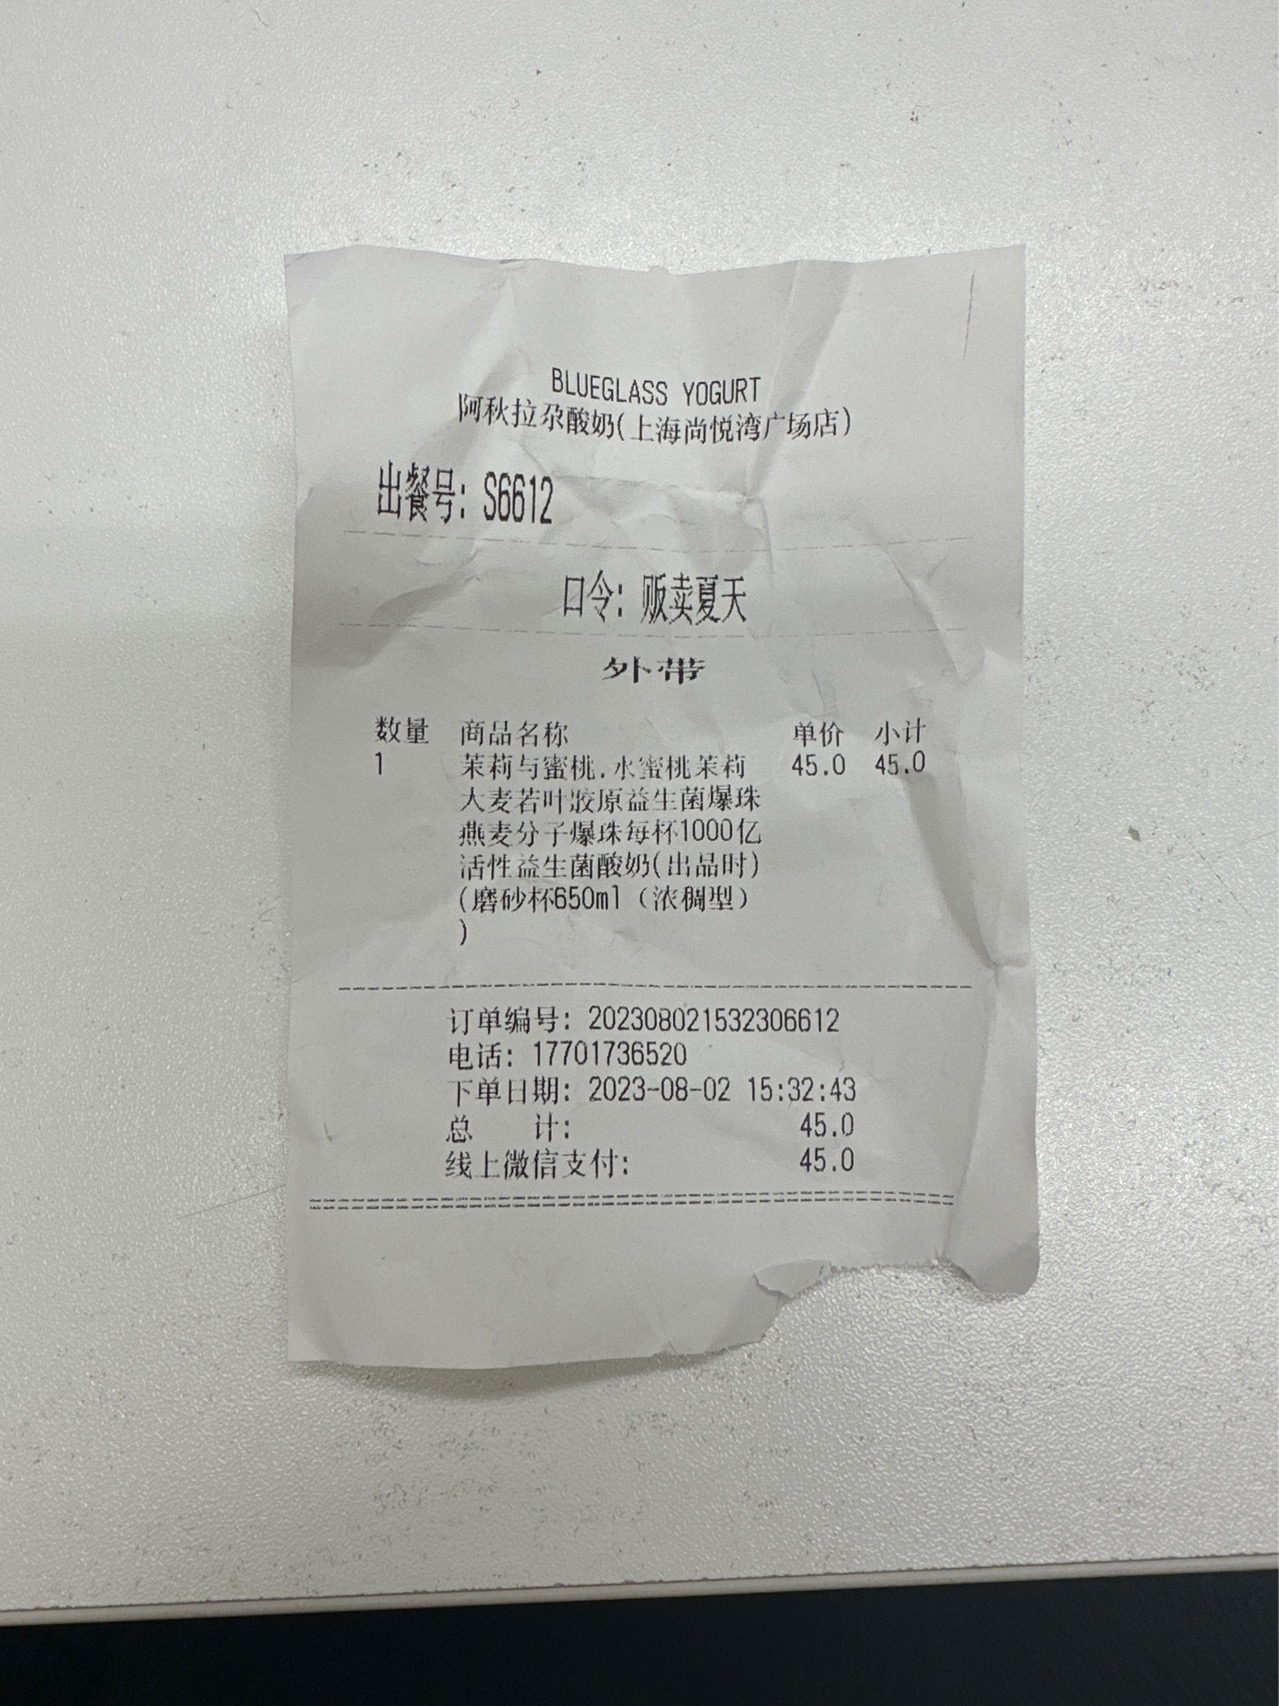 BLUEGLASS YOGURT
阿秋拉尕酸奶(上海尚悦湾广场店)
出餐号: S6612
口令: 贩卖夏天
外带
数量 商品名称 单价 小计
1 茉莉与蜜桃.水蜜桃茉莉 45.0 45.0
大麦若叶胶原益生菌爆珠
燕麦分子爆珠每杯1000亿
活性益生菌酸奶(出品时)
(磨砂杯650ml（浓稠型）
)
订单编号: 202308021532306612
电话: 17701736520
下单日期: 2023-08-02 15:32:43
总 计: 45.0
线上微信支付: 45.0